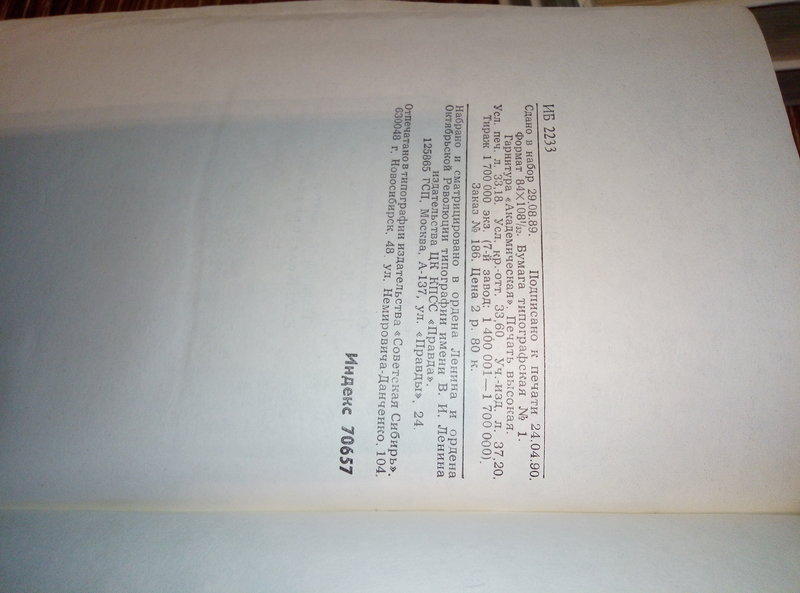 ИБ 2233
Сдано в набор 29.08.89. Подписано к печати 24.04.90.
Формат 84×108¹/₃₂. Бумага типографская № 1.
Гарнитура «Академическая». Печать высокая.
Усл. печ. л. 33,18. Усл. кр.-отт. 33,60 Уч.-изд. л. 37,20.
Тираж 1 700 000 экз. (7-й завод: 1 400 001—1 700 000).
Заказ № 186. Цена 2 р. 80 к.
Набрано и сматрицировано в ордена Ленина и ордена
Октябрьской Революции типографии имени В. И. Ленина
издательства ЦК КПСС «Правда».
125865 ГСП, Москва, А-137, ул. «Правды», 24.
Отпечатано в типографии издательства «Советская Сибирь».
630048 г. Новосибирск, 48 ул. Немировича-Данченко, 104.
Индекс 70657